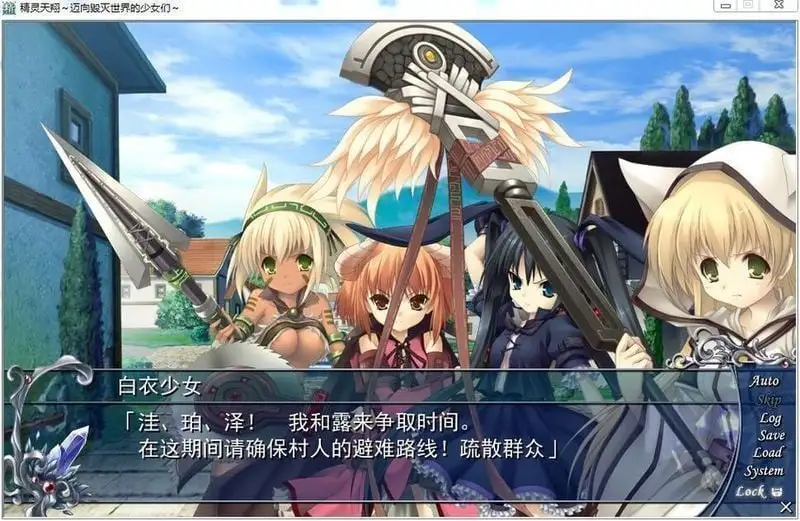 精灵天翔～迈向毁灭世界的少女们～
白衣少女
「洼、珀、泽！ 我和露来争取时间。
在这期间请确保村人的避难路线！疏散群众」
Auto
Skip
Log
Save
Load
System
Lock